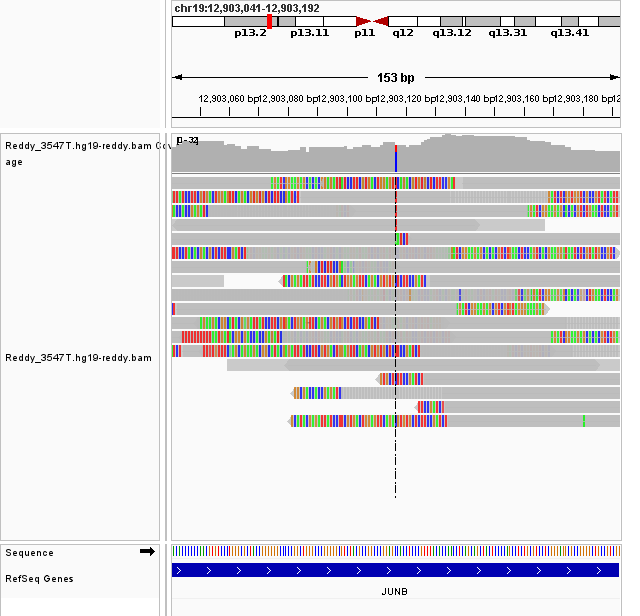 chr19:12,903,041-12,903,192
p13.2 p13.11 p11 q12 q13.12 q13.31 q13.41
153 bp
12,903,060 bp 12,903,080 bp 12,903,100 bp 12,903,120 bp 12,903,140 bp 12,903,160 bp 12,903,180 bp
Reddy_3547T.hg19-reddy.bam Cov
age
[0 - 32]
Reddy_3547T.hg19-reddy.bam
Sequence
RefSeq Genes
JUNB